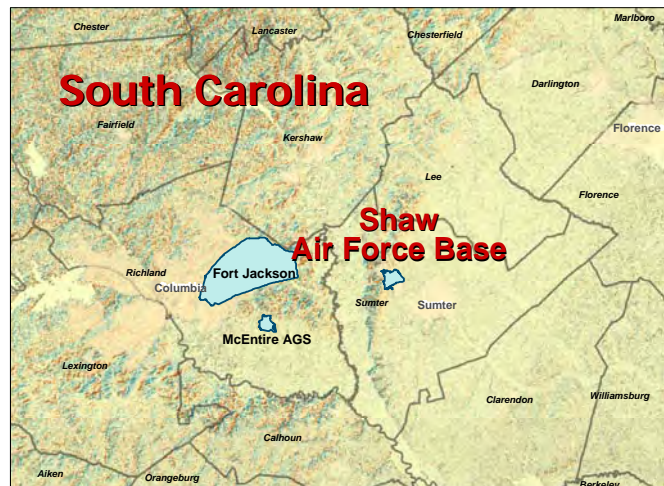 Chester
Lancaster
Chesterfield
Marlboro
South Carolina
Darlington
Fairfield
Kershaw
Florence
Lee
Florence
Shaw
Air Force Base
Richland
Fort Jackson
Columbia
Sumter
Sumter
McEntire AGS
Lexington
Clarendon
Williamsburg
Calhoun
Aiken
Orangeburg
Berkeley